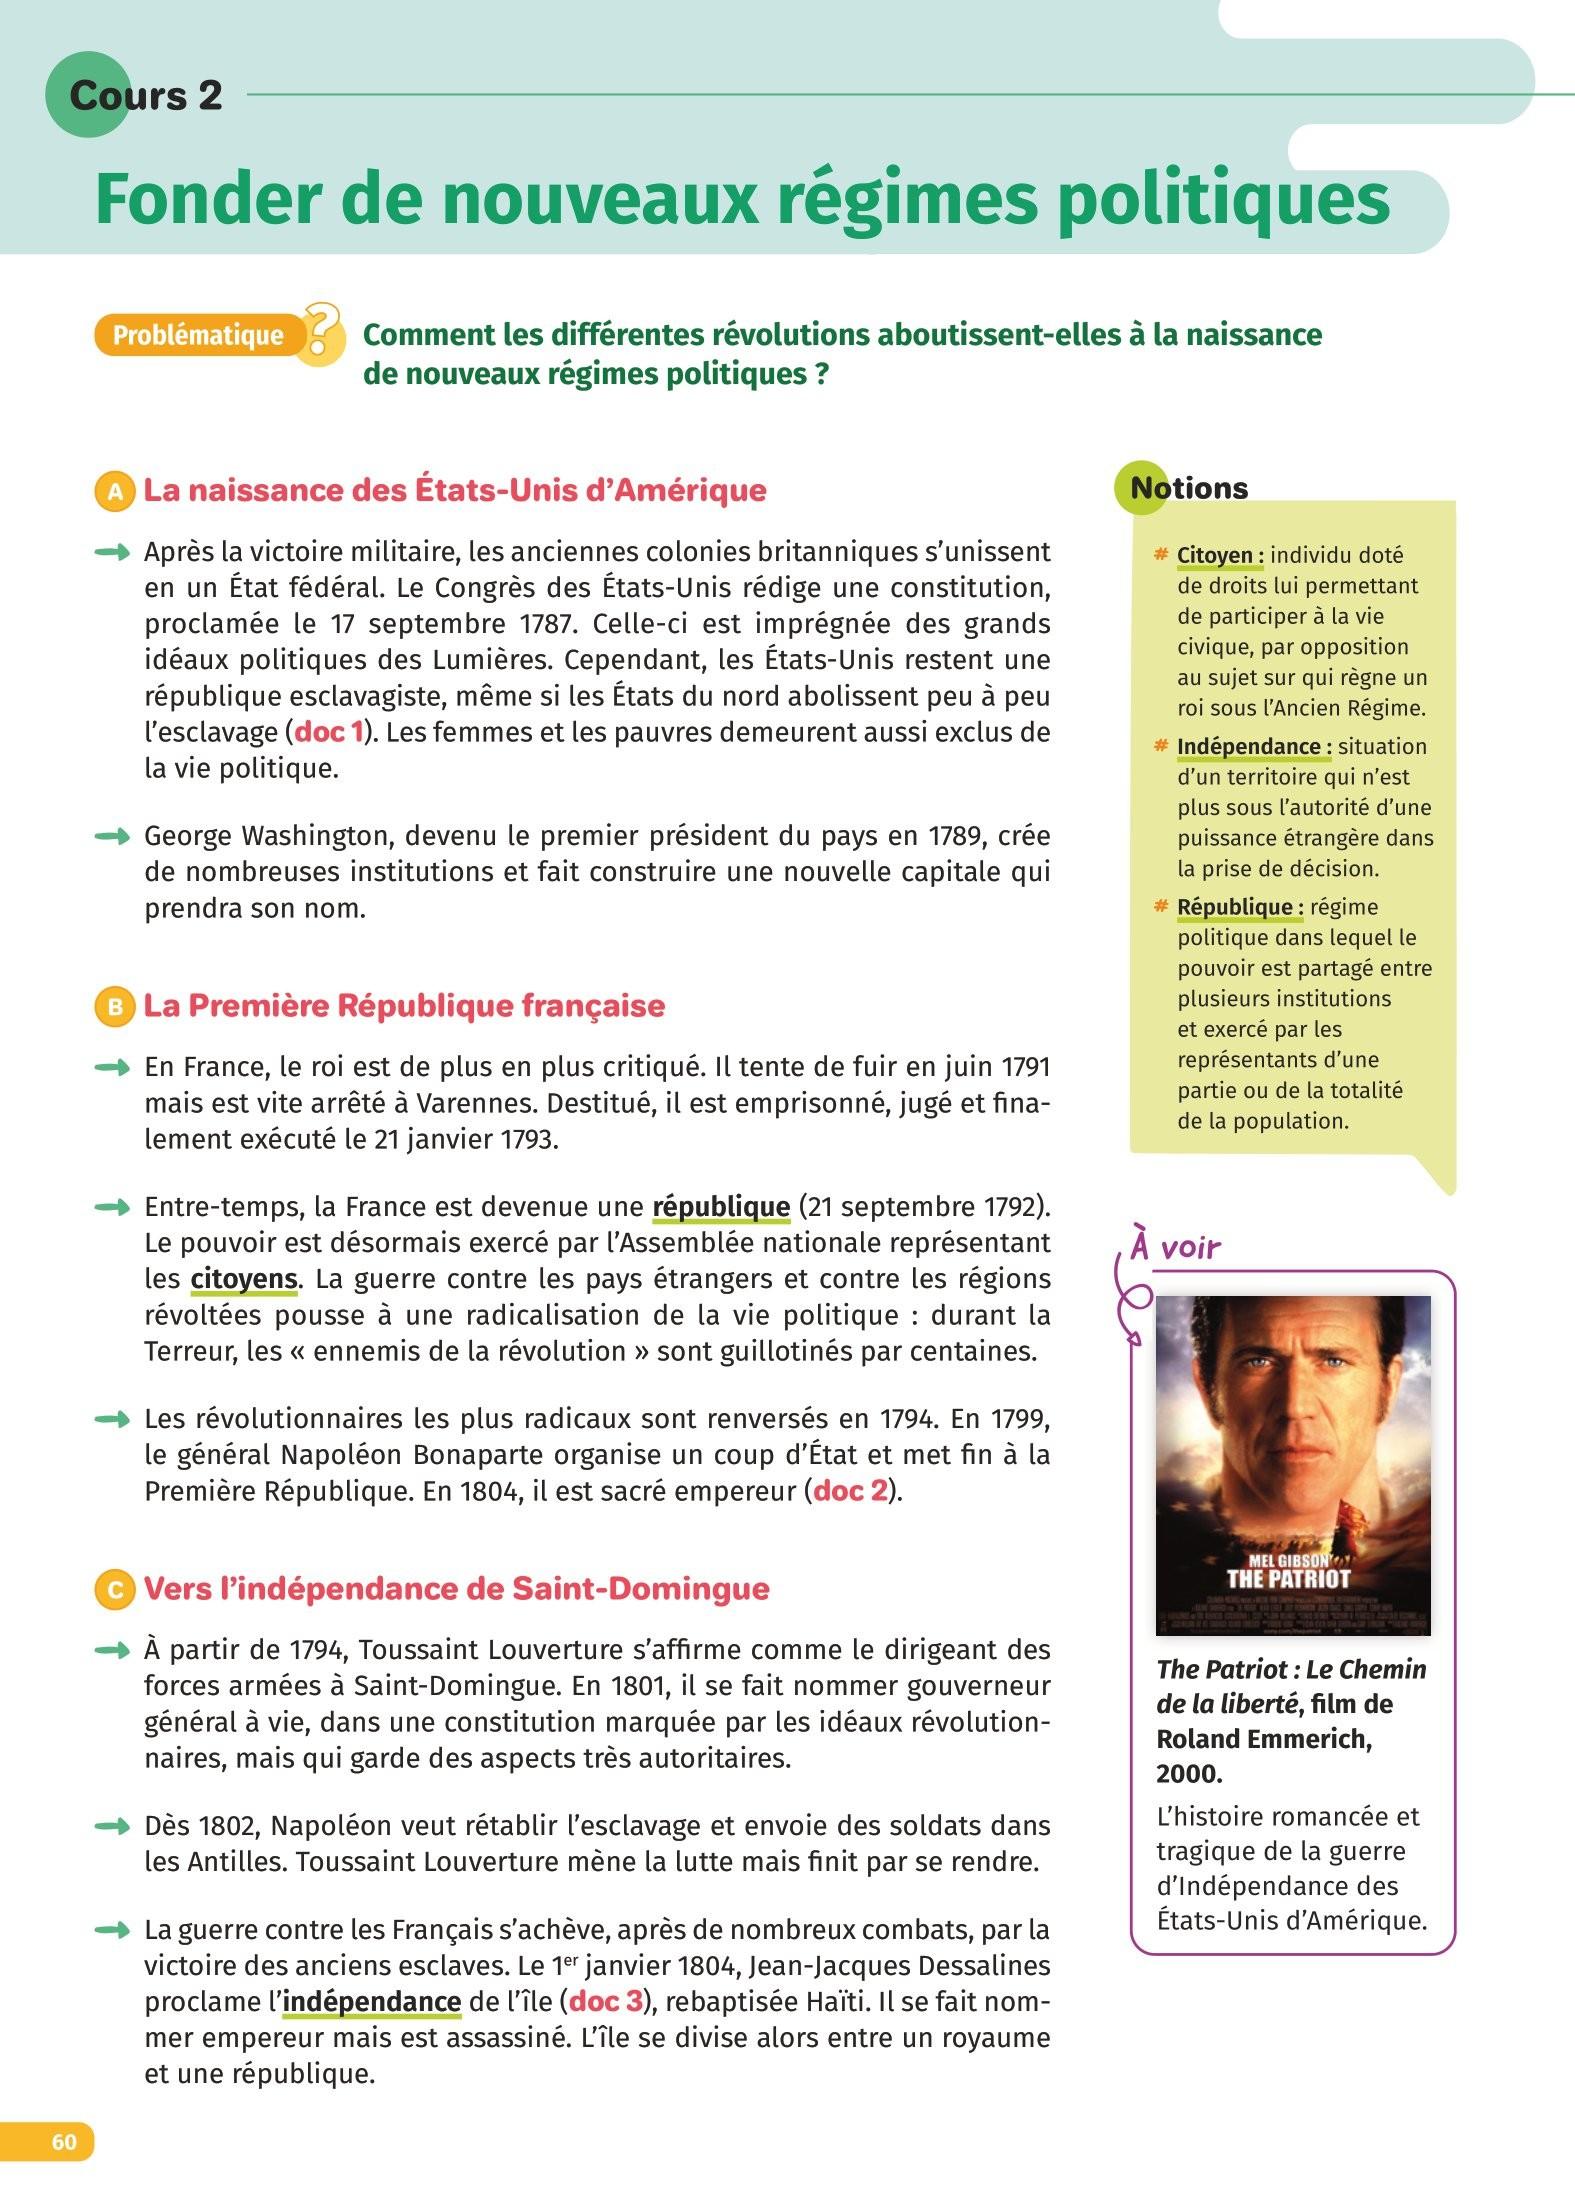 Cours 2
Fonder de nouveaux régimes politiques
Problématique ?
Comment les différentes révolutions aboutissent-elles à la naissance
de nouveaux régimes politiques ?
A La naissance des États-Unis d'Amérique
Après la victoire militaire, les anciennes colonies britanniques s'unissent
en un État fédéral. Le Congrès des États-Unis rédige une constitution,
proclamée le 17 septembre 1787. Celle-ci est imprégnée des grands
idéaux politiques des Lumières. Cependant, les États-Unis restent une
république esclavagiste, même si les États du nord abolissent peu à peu
l'esclavage (doc 1). Les femmes et les pauvres demeurent aussi exclus de
la vie politique.
George Washington, devenu le premier président du pays en 1789, crée
de nombreuses institutions et fait construire une nouvelle capitale qui
prendra son nom.
B La Première République française
En France, le roi est de plus en plus critiqué. Il tente de fuir en juin 1791
mais est vite arrêté à Varennes. Destitué, il est emprisonné, jugé et fina-
lement exécuté le 21 janvier 1793.
Entre-temps, la France est devenue une république (21 septembre 1792).
Le pouvoir est désormais exercé par l'Assemblée nationale représentant
les citoyens. La guerre contre les pays étrangers et contre les régions
révoltées pousse à une radicalisation de la vie politique : durant la
Terreur, les « ennemis de la révolution » sont guillotinés par centaines.
Les révolutionnaires les plus radicaux sont renversés en 1794. En 1799,
le général Napoléon Bonaparte organise un coup d'État et met fin à la
Première République. En 1804, il est sacré empereur (doc 2).
C Vers l'indépendance de Saint-Domingue
À partir de 1794, Toussaint Louverture s'affirme comme le dirigeant des
forces armées à Saint-Domingue. En 1801, il se fait nommer gouverneur
général à vie, dans une constitution marquée par les idéaux révolution-
naires, mais qui garde des aspects très autoritaires.
Dès 1802, Napoléon veut rétablir l'esclavage et envoie des soldats dans
les Antilles. Toussaint Louverture mène la lutte mais finit par se rendre.
La guerre contre les Français s'achève, après de nombreux combats, par la
victoire des anciens esclaves. Le 1er janvier 1804, Jean-Jacques Dessalines
proclame l'indépendance de l'île (doc 3), rebaptisée Haïti. Il se fait nom-
mer empereur mais est assassiné. L'île se divise alors entre un royaume
et une république.
Notions
# Citoyen : individu doté
de droits lui permettant
de participer à la vie
civique, par opposition
au sujet sur qui règne un
roi sous l'Ancien Régime.
# Indépendance : situation
d'un territoire qui n'est
plus sous l'autorité d'une
puissance étrangère dans
la prise de décision.
# République : régime
politique dans lequel le
pouvoir est partagé entre
plusieurs institutions
et exercé par les
représentants d'une
partie ou de la totalité
de la population.
À voir
MEL GIBSON
THE PATRIOT
The Patriot : Le Chemin
de la liberté, film de
Roland Emmerich,
2000.
L'histoire romancée et
tragique de la guerre
d'Indépendance des
États-Unis d'Amérique.
60